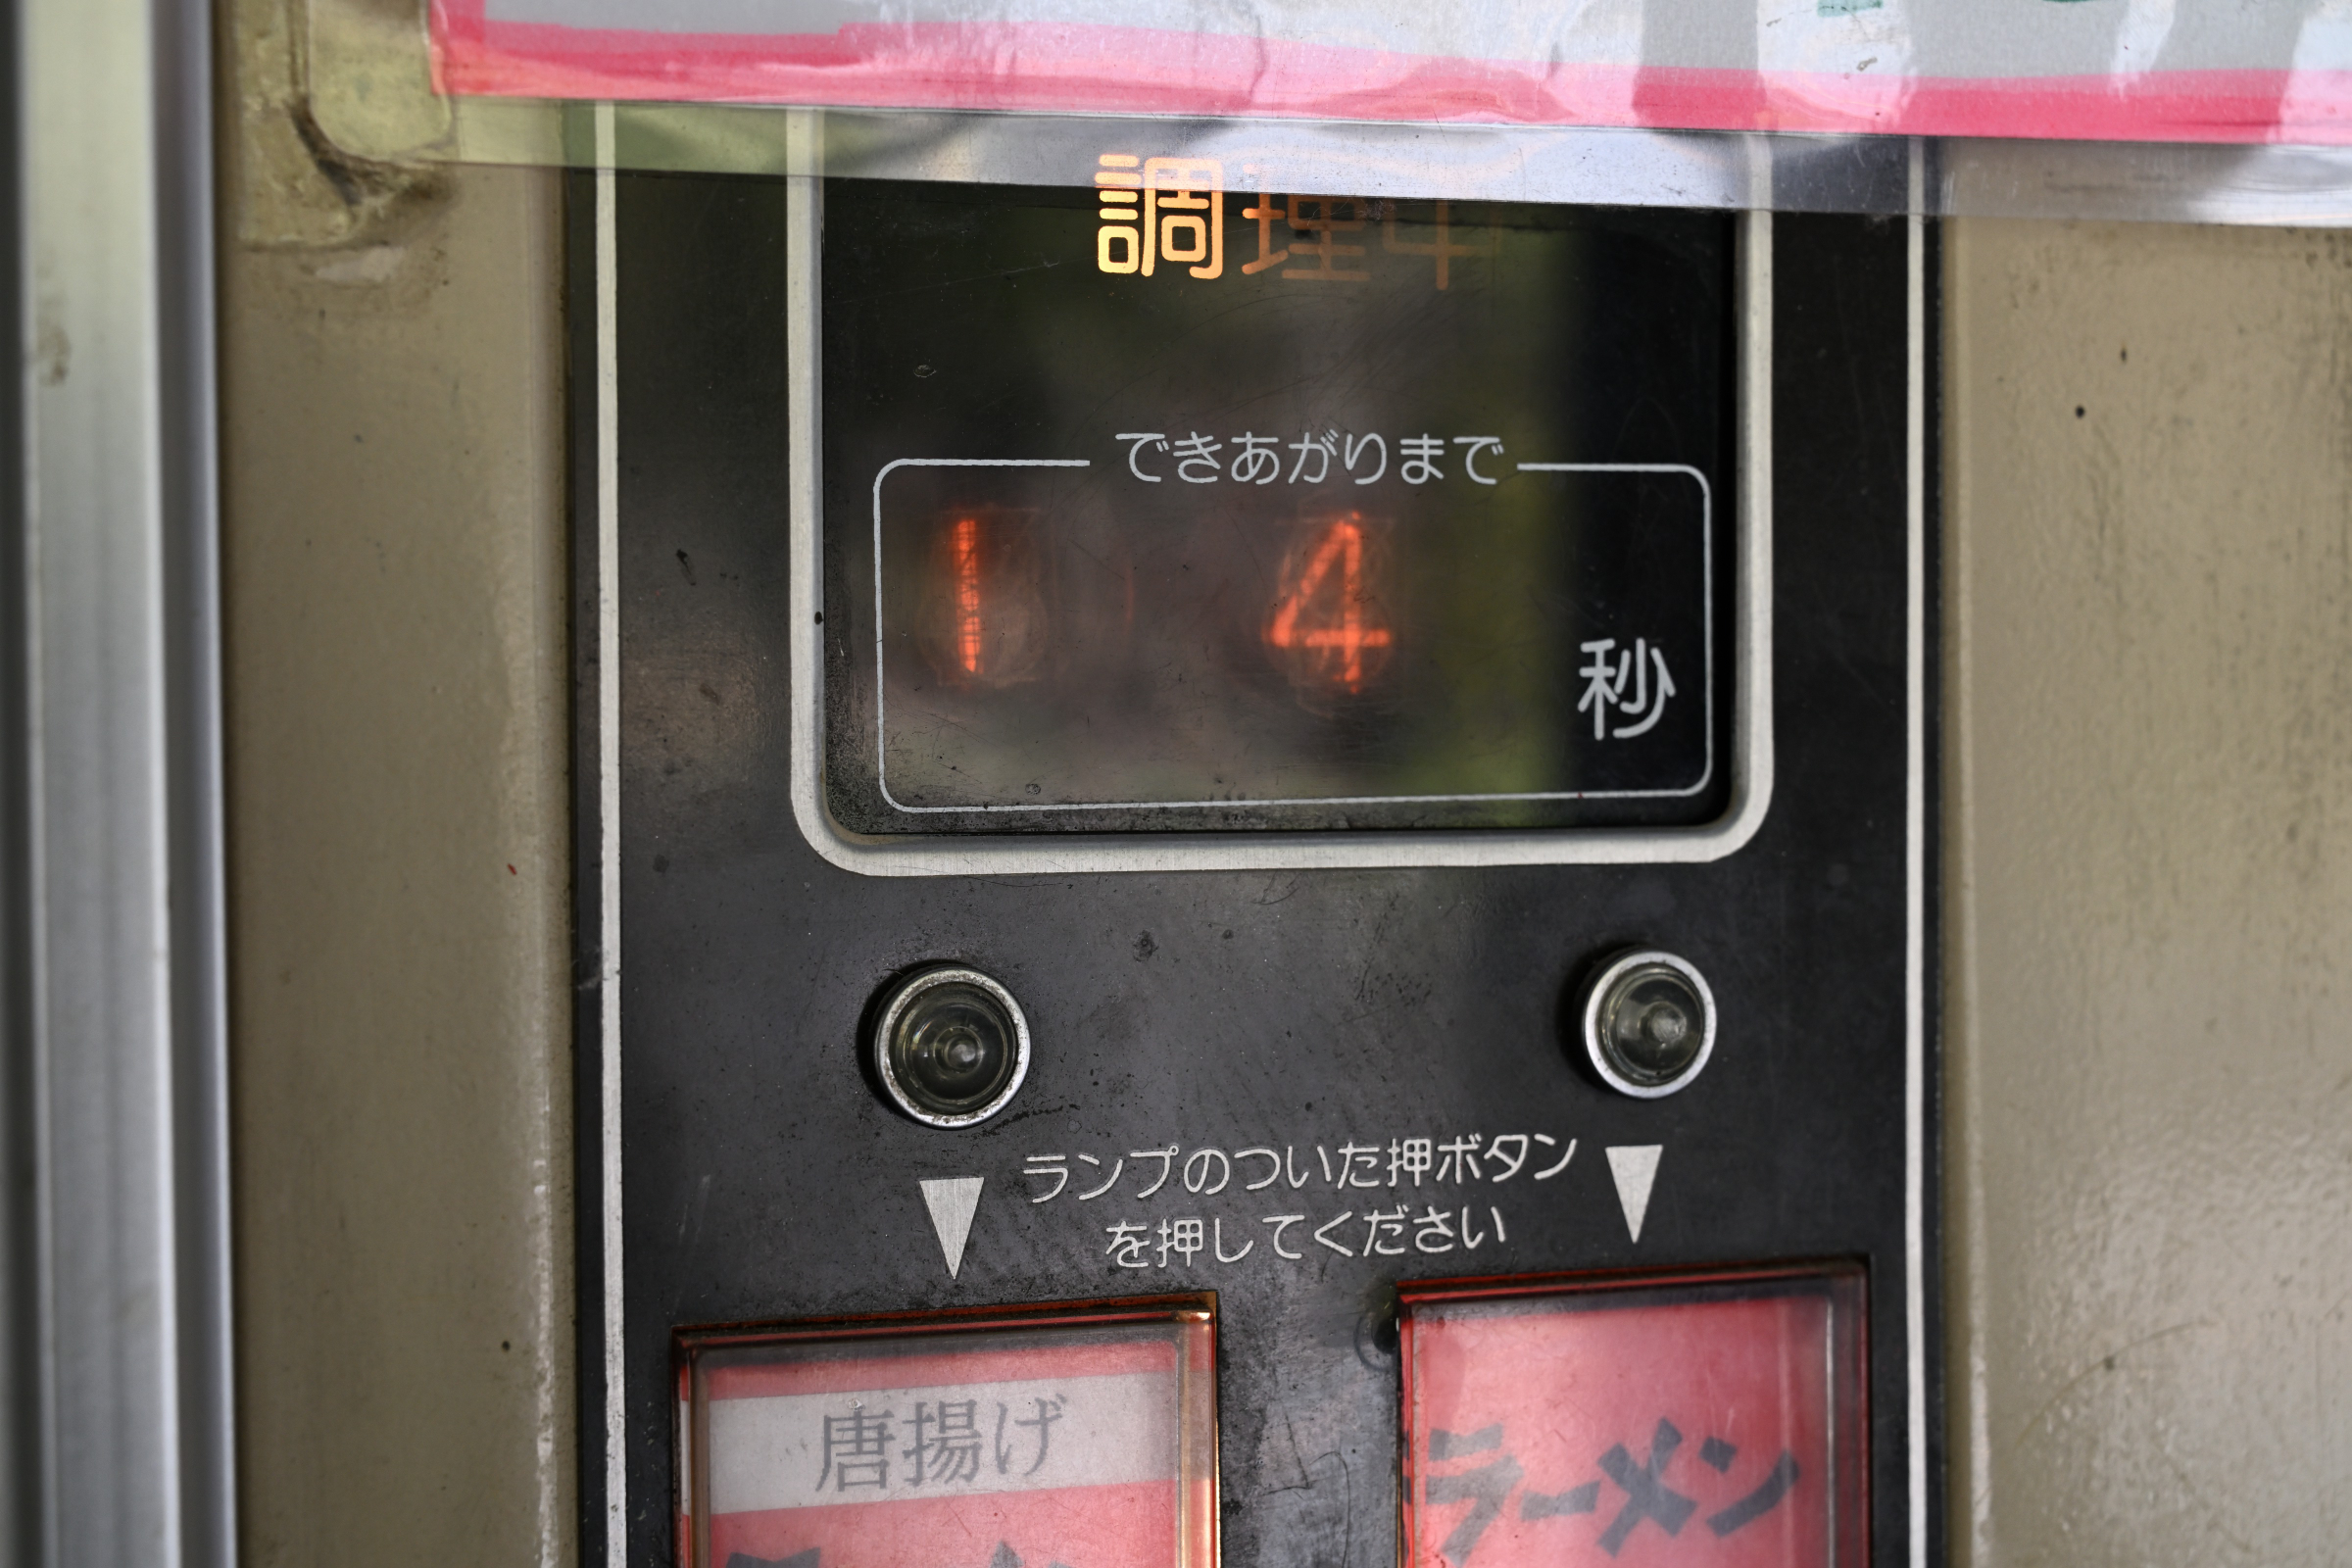 調理中
できあがりまで
14
秒
ランプのついた押ボタン
を押してください
唐揚げ
ラーメン